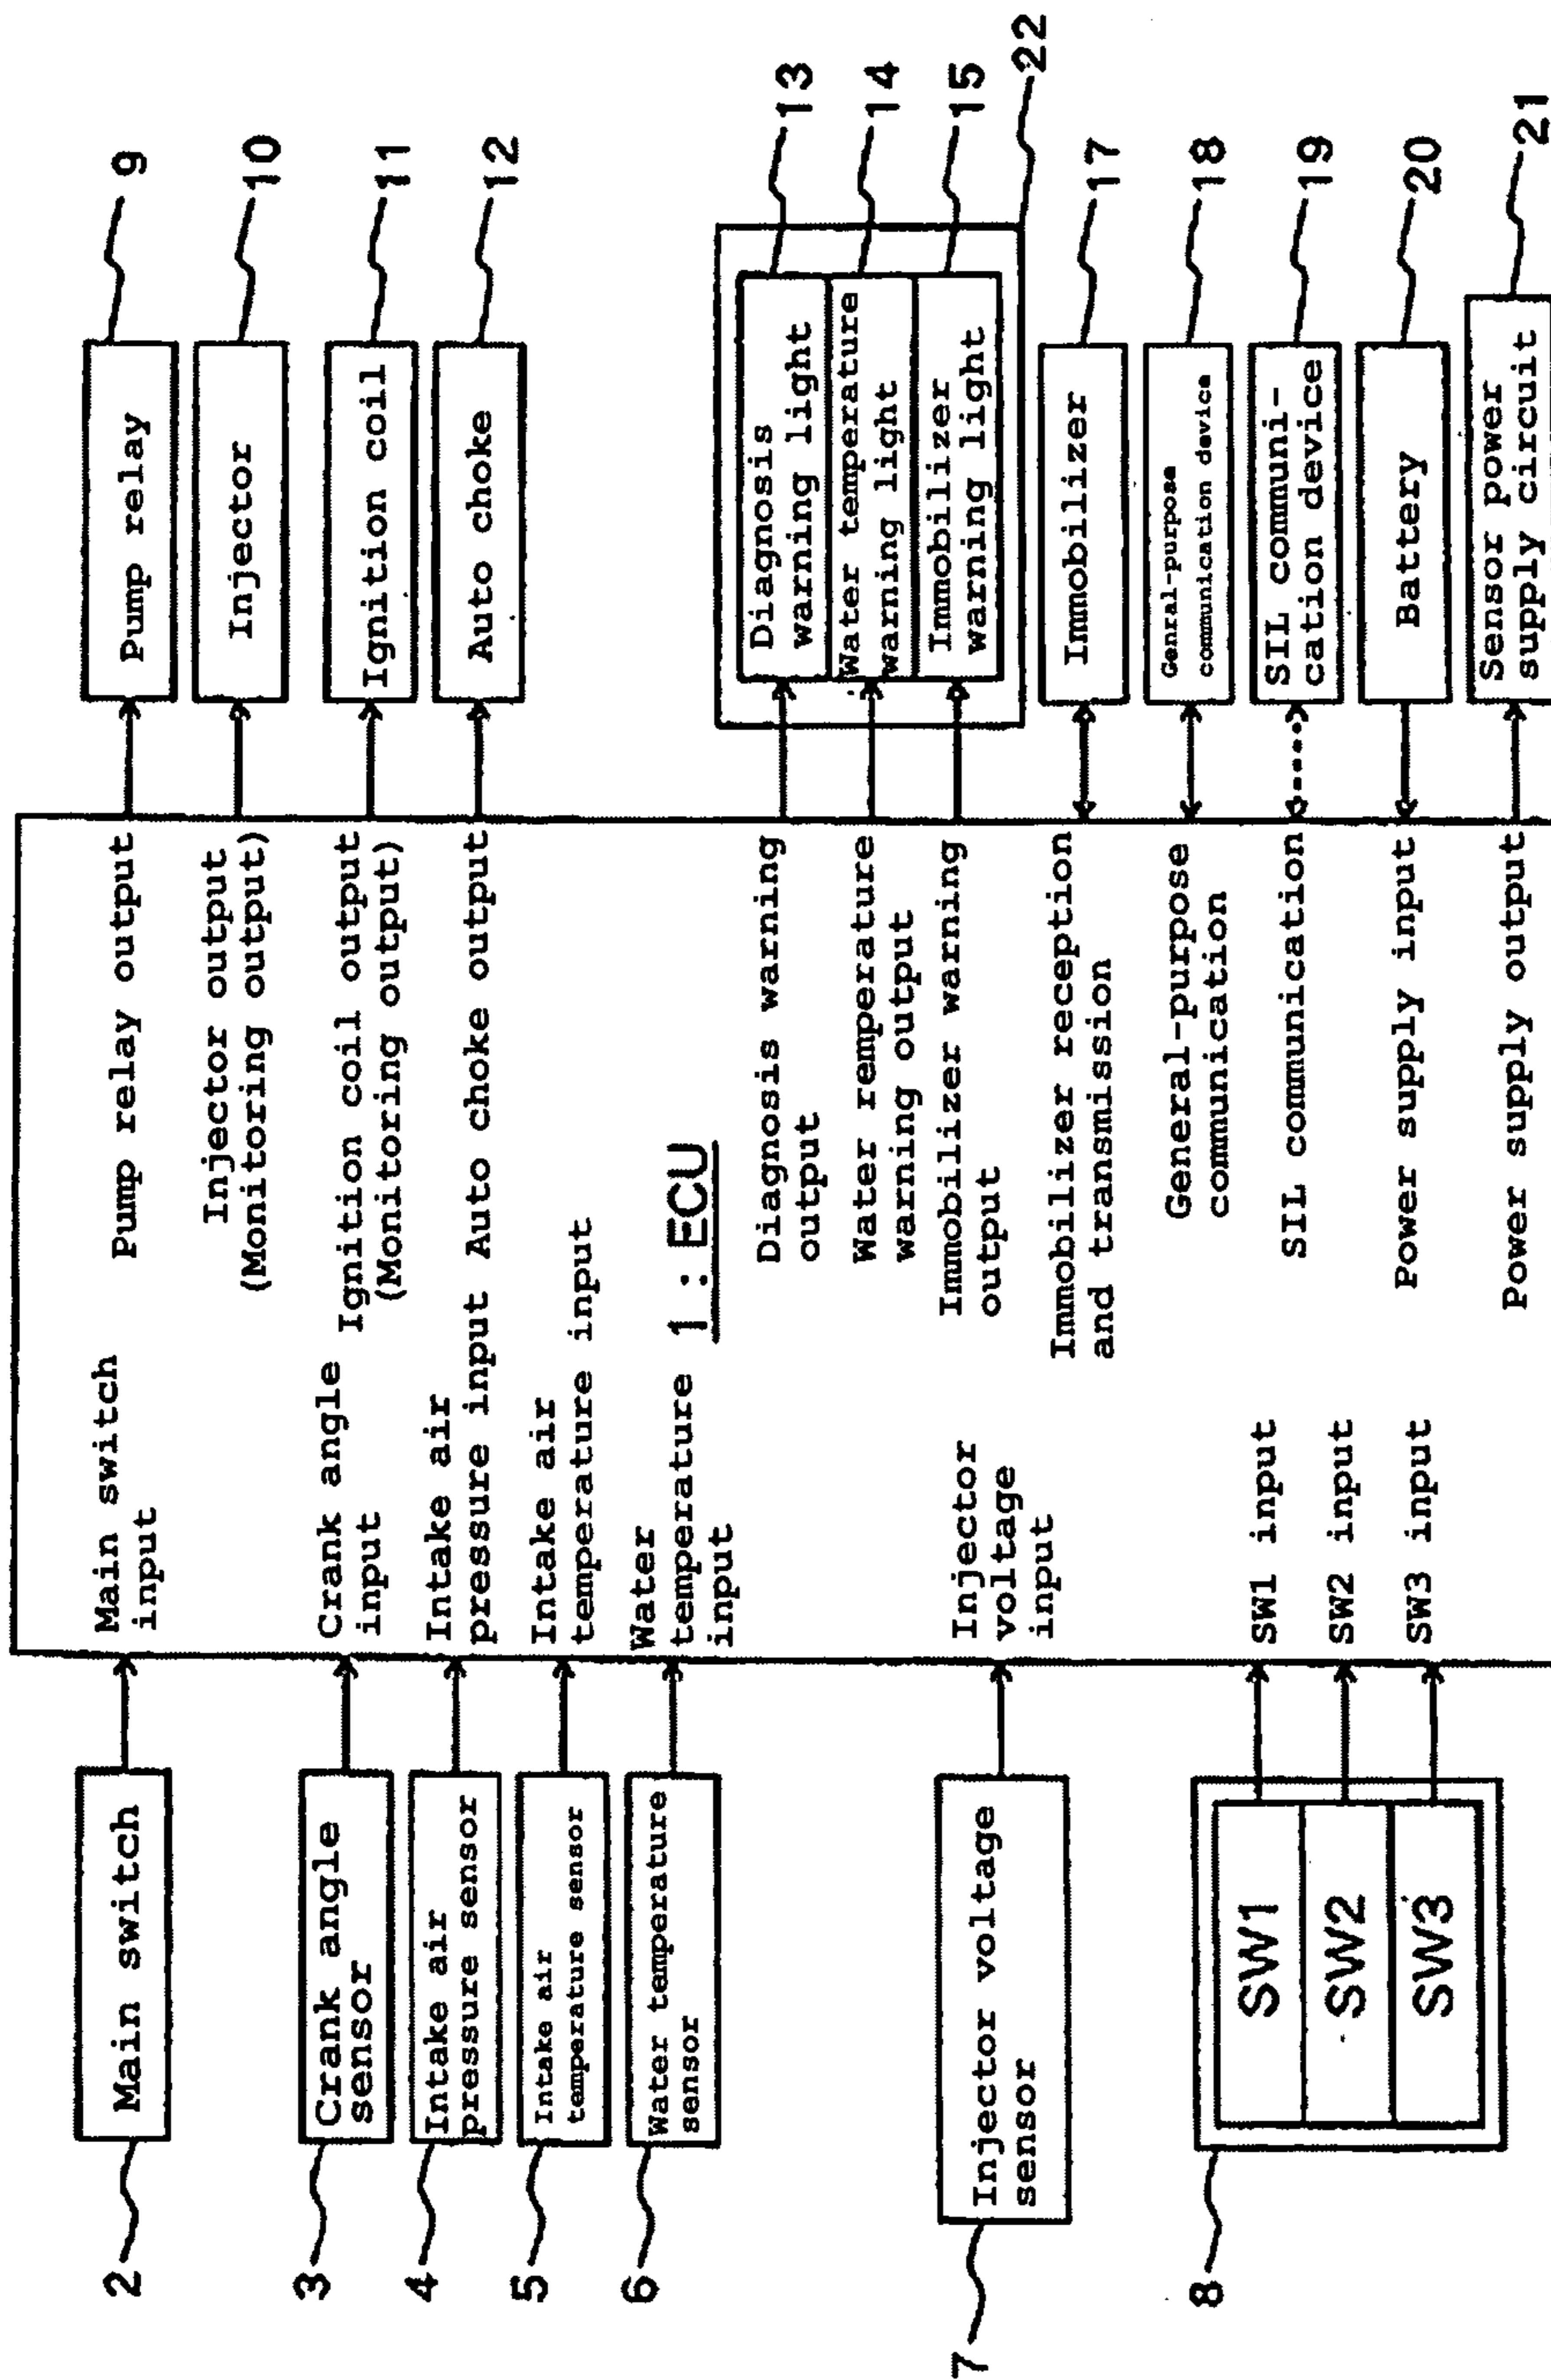 2
Main switch
3
Crank angle
sensor
4
Intake air
pressure sensor
5
Intake air
temperature sensor
6
Water temperature
sensor
7
Injector voltage
sensor
8
SW1
SW2
SW3
Main switch
input
Crank angle
input
Intake air
pressure input
Intake air
temperature input
Water
temperature
input
Injector
voltage
input
SW1 input
SW2 input
SW3 input
1 : ECU
Pump relay output
Injector output
(Monitoring output)
Ignition coil output
(Monitoring output)
Auto choke output
Diagnosis warning
output
Water remperature
warning output
Immobilizer warning
output
Immobilizer reception
and transmission
General-purpose
communication
SIL communication
Power supply input
Power supply output
Pump relay
9
Injector
10
Ignition coil
11
Auto choke
12
Diagnosis
warning light
13
Water temperature
warning light
14
Immobilizer
warning light
15
22
Immobilizer
17
Genral-purpose
communication device
18
SIL communi-
cation device
19
Battery
20
Sensor power
supply circuit
21